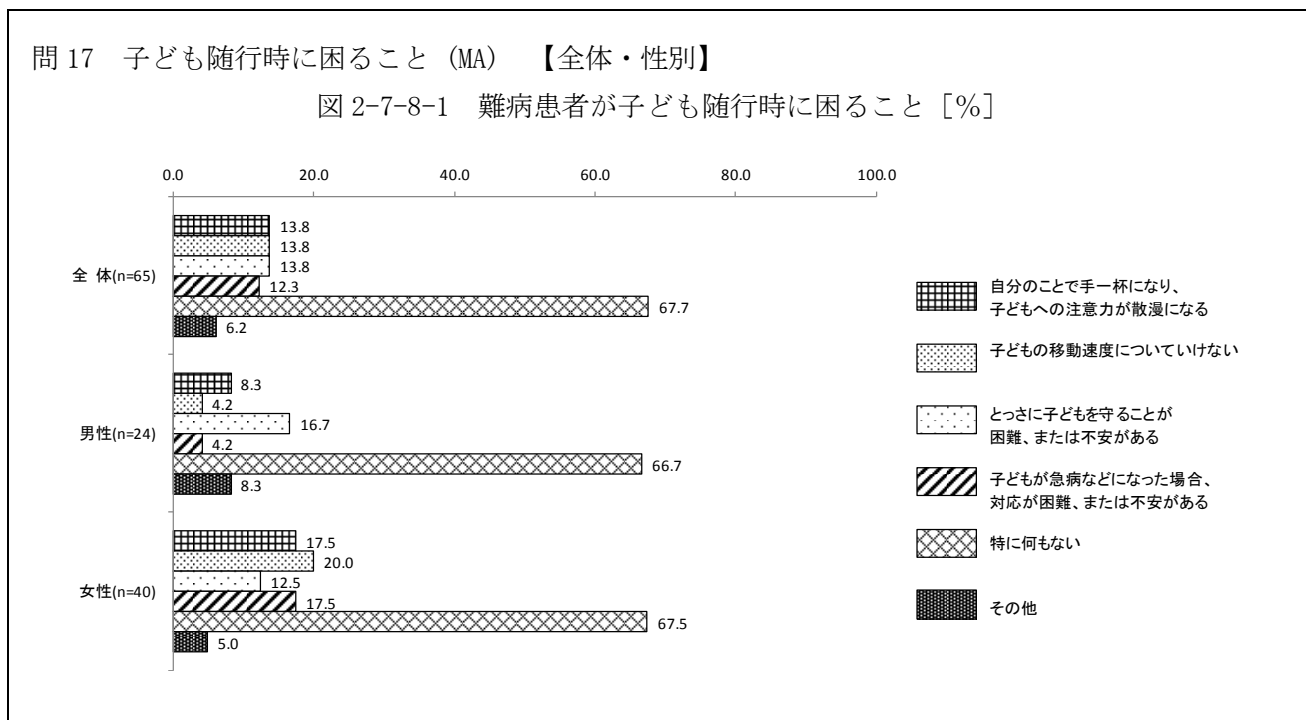 問 17　子ども随行時に困ること (MA)　【全体・性別】
図 2-7-8-1　難病患者が子ども随行時に困ること［％］
0.0 20.0 40.0 60.0 80.0 100.0
全 体(n=65)
13.8
13.8
13.8
12.3
67.7
6.2
男性(n=24)
8.3
4.2
16.7
4.2
66.7
8.3
女性(n=40)
17.5
20.0
12.5
17.5
67.5
5.0
自分のことで手一杯になり、
子どもへの注意力が散漫になる
子どもの移動速度についていけない
とっさに子どもを守ることが
困難、または不安がある
子どもが急病などになった場合、
対応が困難、または不安がある
特に何もない
その他